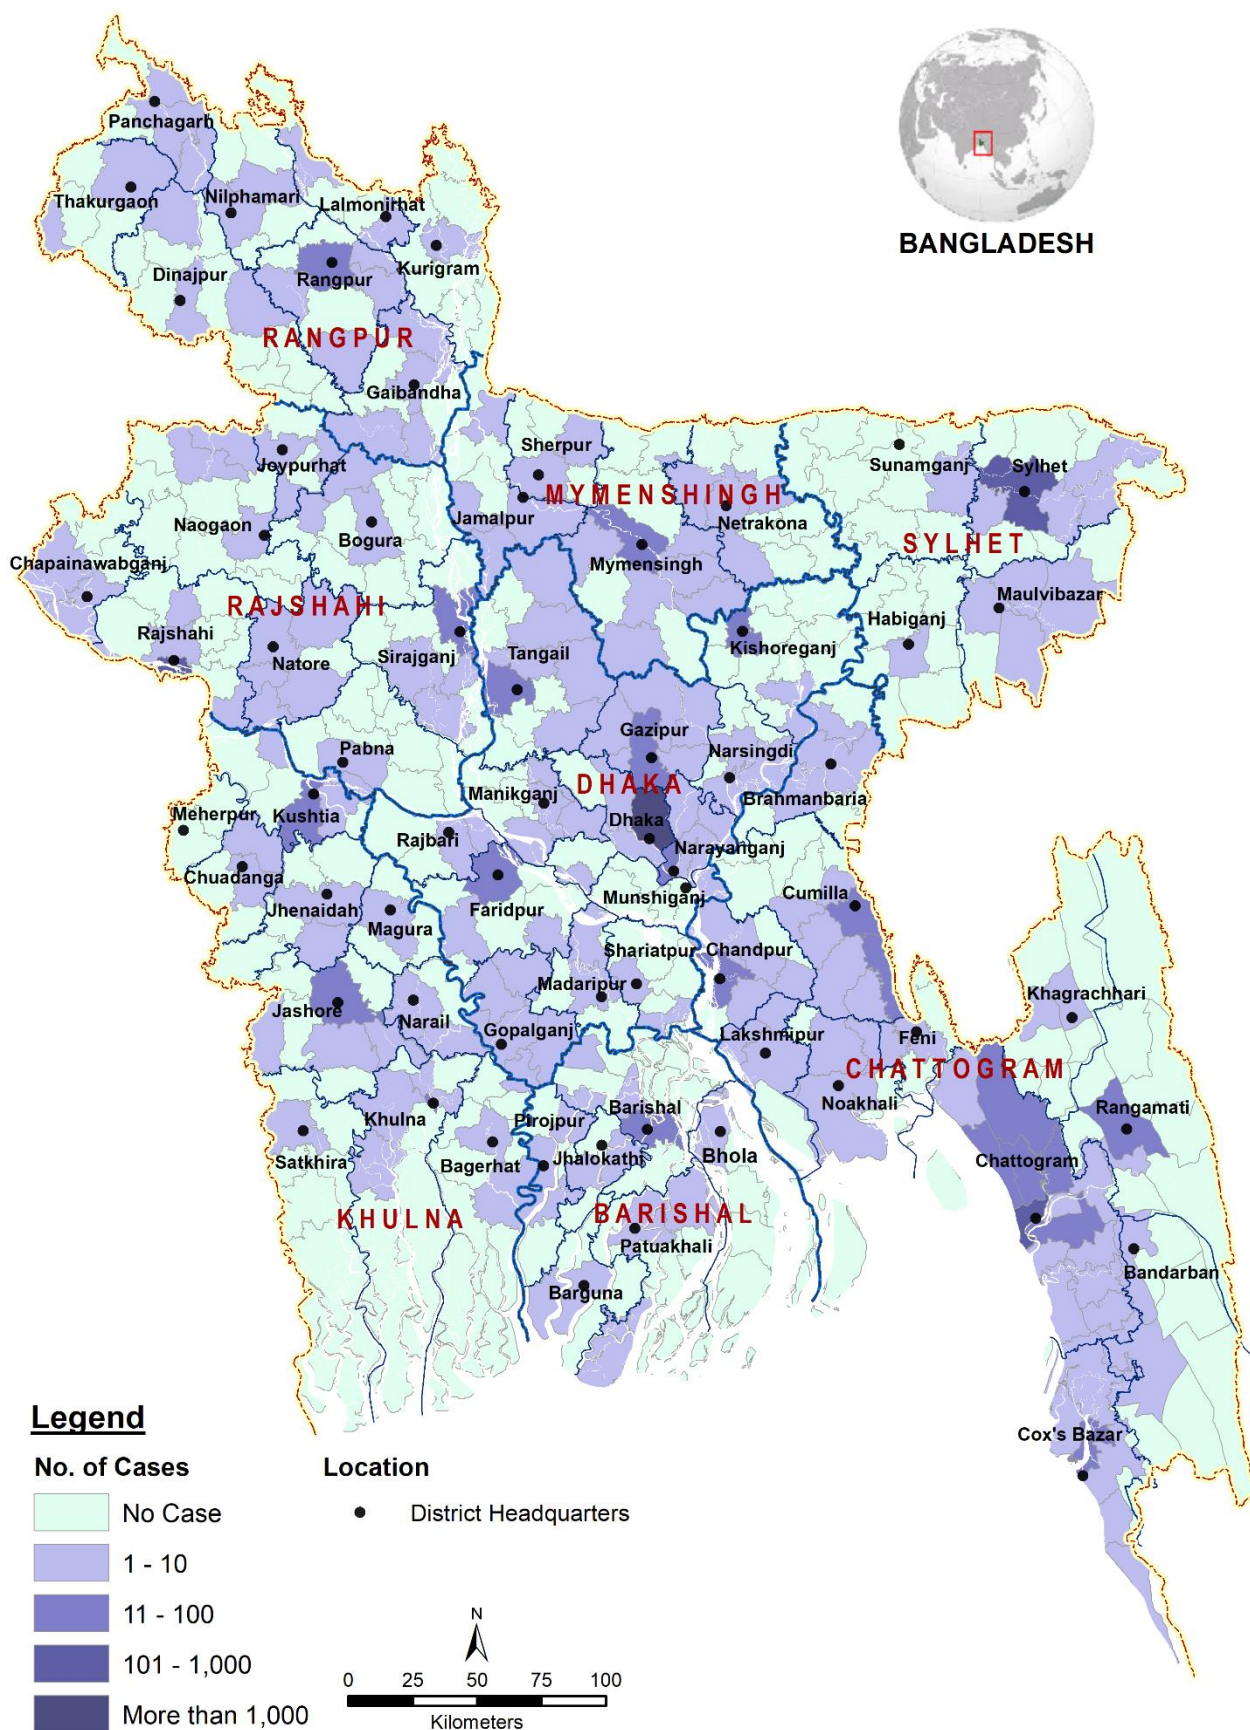 BANGLADESH
Panchagarh
Thakurgaon
Nilphamari
Lalmonirhat
Kurigram
Dinajpur
Rangpur
RANGPUR
Gaibandha
Joypurhat
Sherpur
Sunamganj
Sylhet
MYMENSHINGH
Jamalpur
Netrakona
Naogaon
Bogura
Mymensingh
SYLHET
Chapainawabganj
RAJSHAHI
Maulvibazar
Rajshahi
Habiganj
Natore
Sirajganj
Tangail
Kishoreganj
Gazipur
Narsingdi
Pabna
DHAKA
Manikganj
Brahmanbaria
Meherpur
Kushtia
Dhaka
Rajbari
Narayanganj
Chuadanga
Jhenaidah
Faridpur
Munshiganj
Cumilla
Magura
Shariatpur
Chandpur
Madaripur
Khagrachhari
Jashore
Narail
Gopalganj
Lakshmipur
Feni
CHATTOGRAM
Noakhali
Khulna
Pirojpur
Barishal
Rangamati
Satkhira
Bagerhat
Jhalokathi
Bhola
Chattogram
KHULNA
BARISHAL
Patuakhali
Bandarban
Barguna
Cox's Bazar
Legend
No. of Cases
Location
No Case
District Headquarters
1 - 10
11 - 100
101 - 1,000
More than 1,000
N
0 25 50 75 100
Kilometers